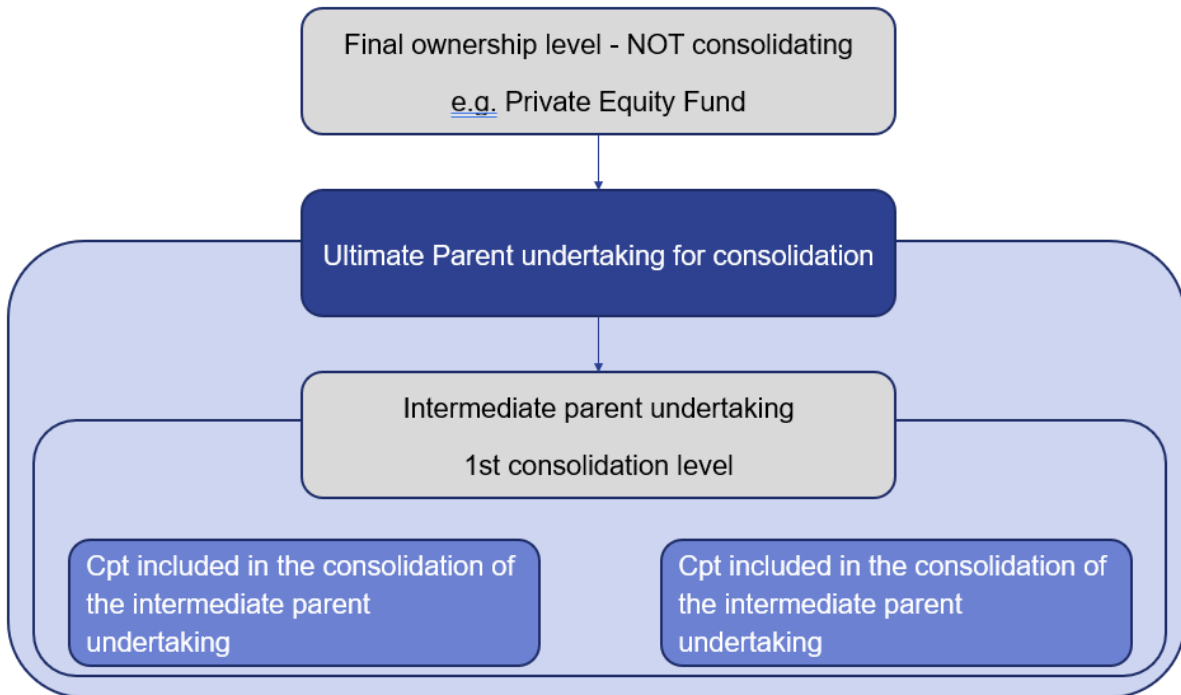 Final ownership level - NOT consolidating
e.g. Private Equity Fund
Ultimate Parent undertaking for consolidation
Intermediate parent undertaking
1st consolidation level
Cpt included in the consolidation of
the intermediate parent
undertaking
Cpt included in the consolidation of
the intermediate parent
undertaking